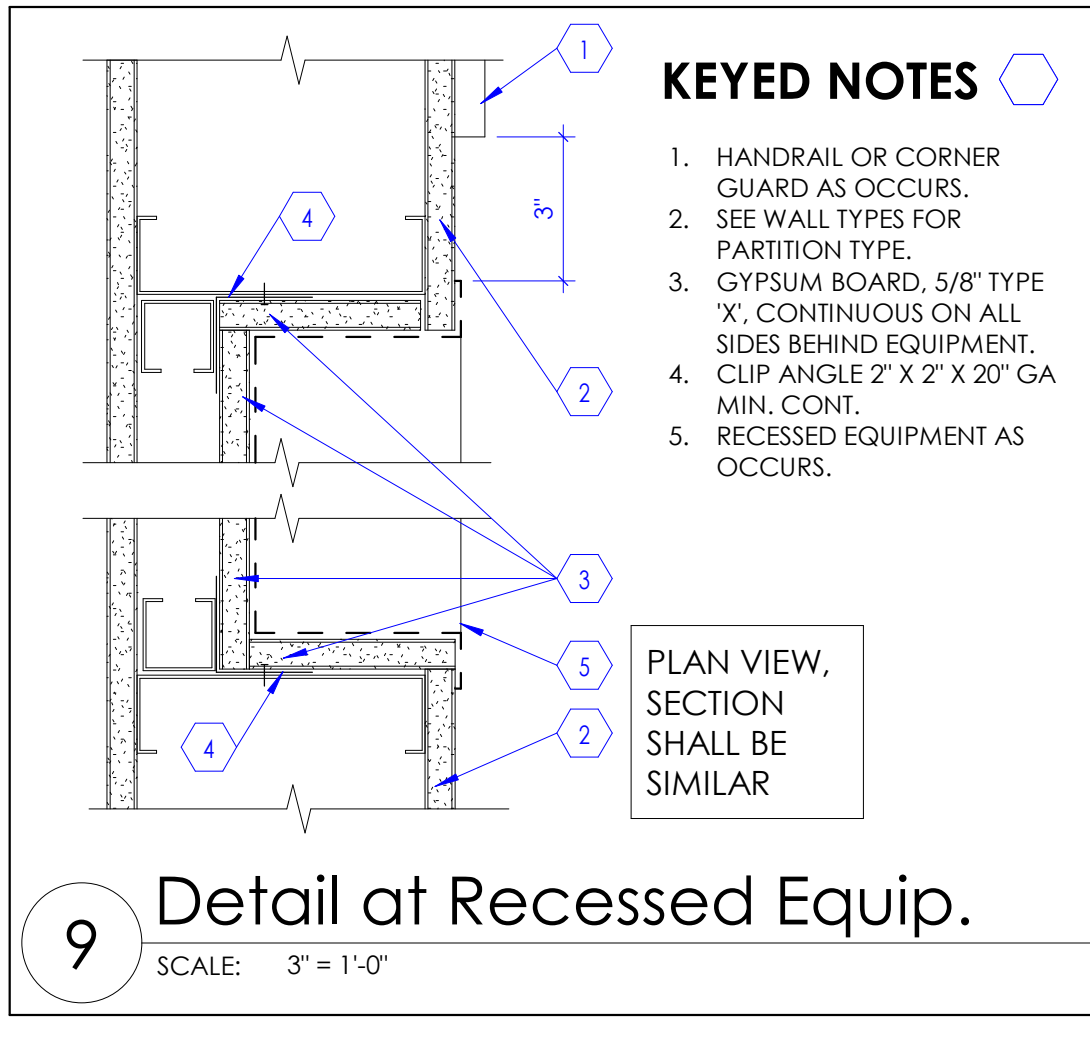 1
KEYED NOTES
1. HANDRAIL OR CORNER
GUARD AS OCCURS.
2. SEE WALL TYPES FOR
PARTITION TYPE.
3. GYPSUM BOARD, 5/8" TYPE
'X', CONTINUOUS ON ALL
SIDES BEHIND EQUIPMENT.
4. CLIP ANGLE 2" X 2" X 20" GA
MIN. CONT.
5. RECESSED EQUIPMENT AS
OCCURS.
4
3"
2
3
5
2
4
PLAN VIEW,
SECTION
SHALL BE
SIMILAR
9
Detail at Recessed Equip.
SCALE: 3" = 1'-0"